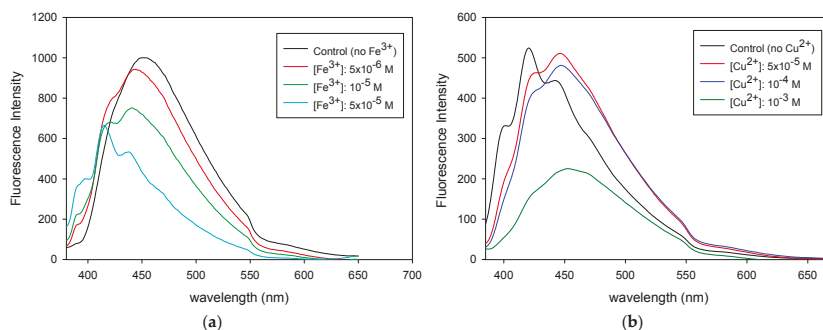 1200
1000
800
600
400
200
0
Fluorescence Intensity
400 450 500 550 600 650 700
wavelength (nm)
Control (no Fe³⁺)
[Fe³⁺]: 5x10⁻⁶ M
[Fe³⁺]: 10⁻⁵ M
[Fe³⁺]: 5x10⁻⁵ M
(a)
600
500
400
300
200
100
0
Fluorescence Intensity
400 450 500 550 600 650
wavelength (nm)
Control (no Cu²⁺)
[Cu²⁺]: 5x10⁻⁵ M
[Cu²⁺]: 10⁻⁴ M
[Cu²⁺]: 10⁻³ M
(b)